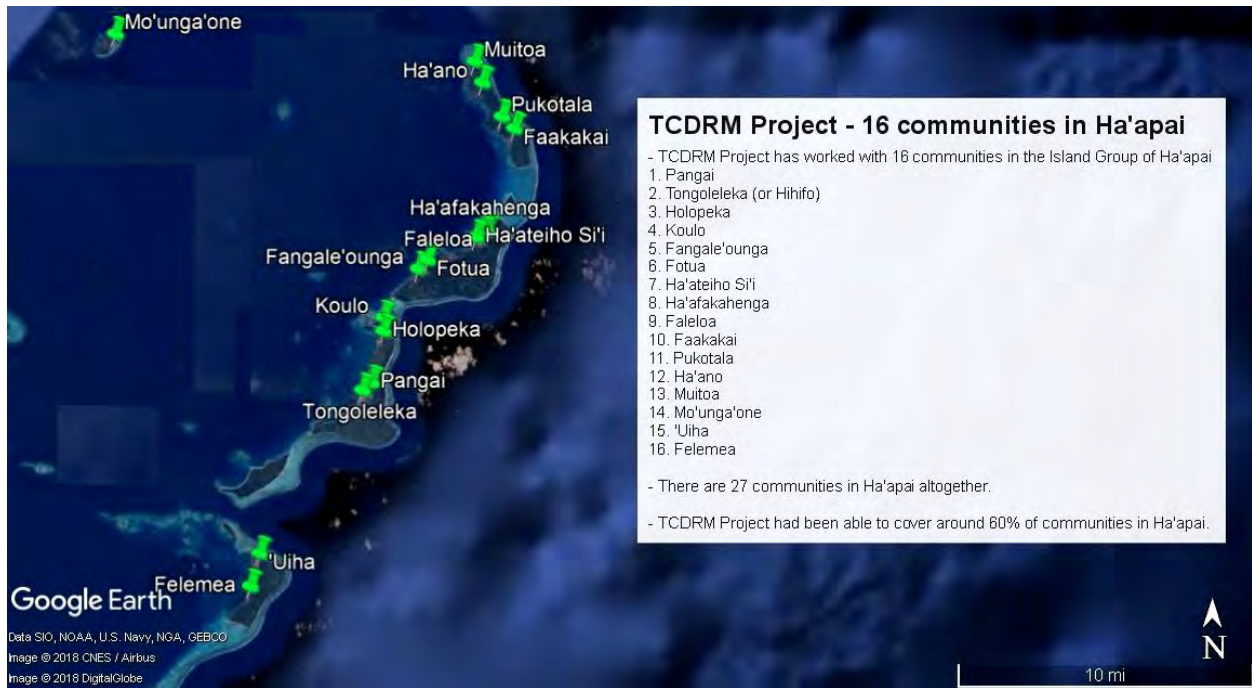 Mo'unga'one
Muitoa
Ha'ano
Pukotala
Faakakai
Ha'afakahenga
Faleloa
Ha'ateiho Si'i
Fangale'ounga
Fotua
Koulo
Holopeka
Pangai
Tongoleleka
'Uiha
Felemea
Google Earth
Data SIO, NOAA, U.S. Navy, NGA, GEBCO
Image © 2018 CNES / Airbus
Image © 2018 DigitalGlobe
TCDRM Project - 16 communities in Ha'apai
- TCDRM Project has worked with 16 communities in the Island Group of Ha'apai
1. Pangai
2. Tongoleleka (or Hihifo)
3. Holopeka
4. Koulo
5. Fangale'ounga
6. Fotua
7. Ha'ateiho Si'i
8. Ha'afakahenga
9. Faleloa
10. Faakakai
11. Pukotala
12. Ha'ano
13. Muitoa
14. Mo'unga'one
15. 'Uiha
16. Felemea
- There are 27 communities in Ha'apai altogether.
- TCDRM Project had been able to cover around 60% of communities in Ha'apai.
N
10 mi